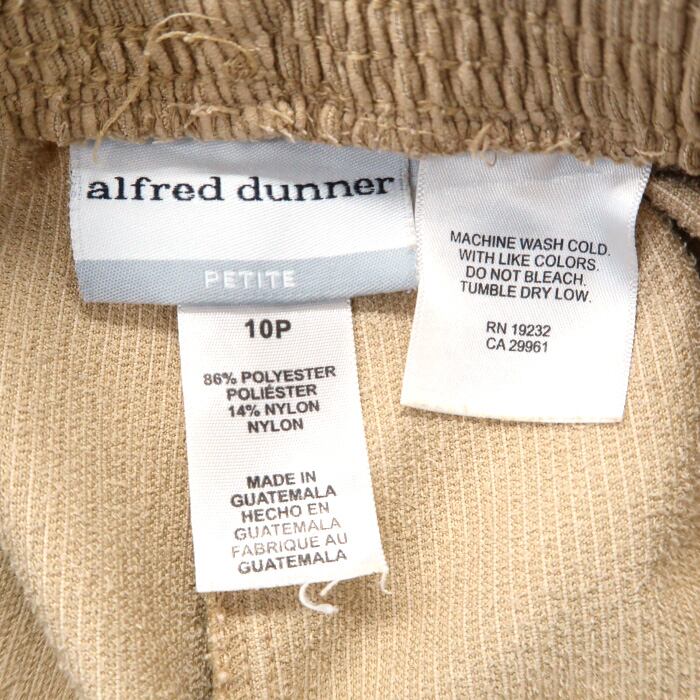 alfred dunner
PETITE
10P
86% POLYESTER
POLIÉSTER
14% NYLON
NYLON
MADE IN
GUATEMALA
HECHO EN
GUATEMALA
FABRIQUE AU
GUATEMALA
MACHINE WASH COLD.
WITH LIKE COLORS.
DO NOT BLEACH.
TUMBLE DRY LOW.
RN 19232
CA 29961